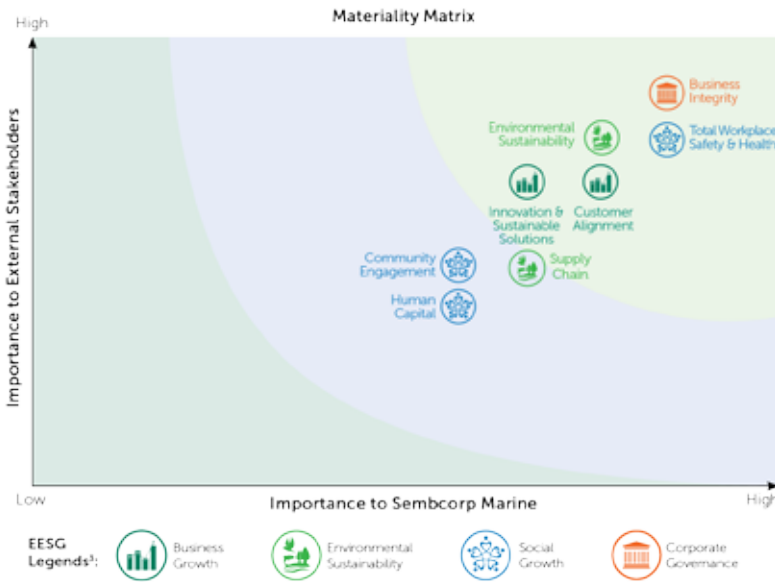 Materiality Matrix
High
Importance to External Stakeholders
Business
Integrity
Environmental
Sustainability
Total Workplace
Safety & Health
Innovation &
Sustainable
Solutions
Customer
Alignment
Community
Engagement
Supply
Chain
Human
Capital
Low
Importance to Sembcorp Marine
High
EESG
Legends³:
Business
Growth
Environmental
Sustainability
Social
Growth
Corporate
Governance